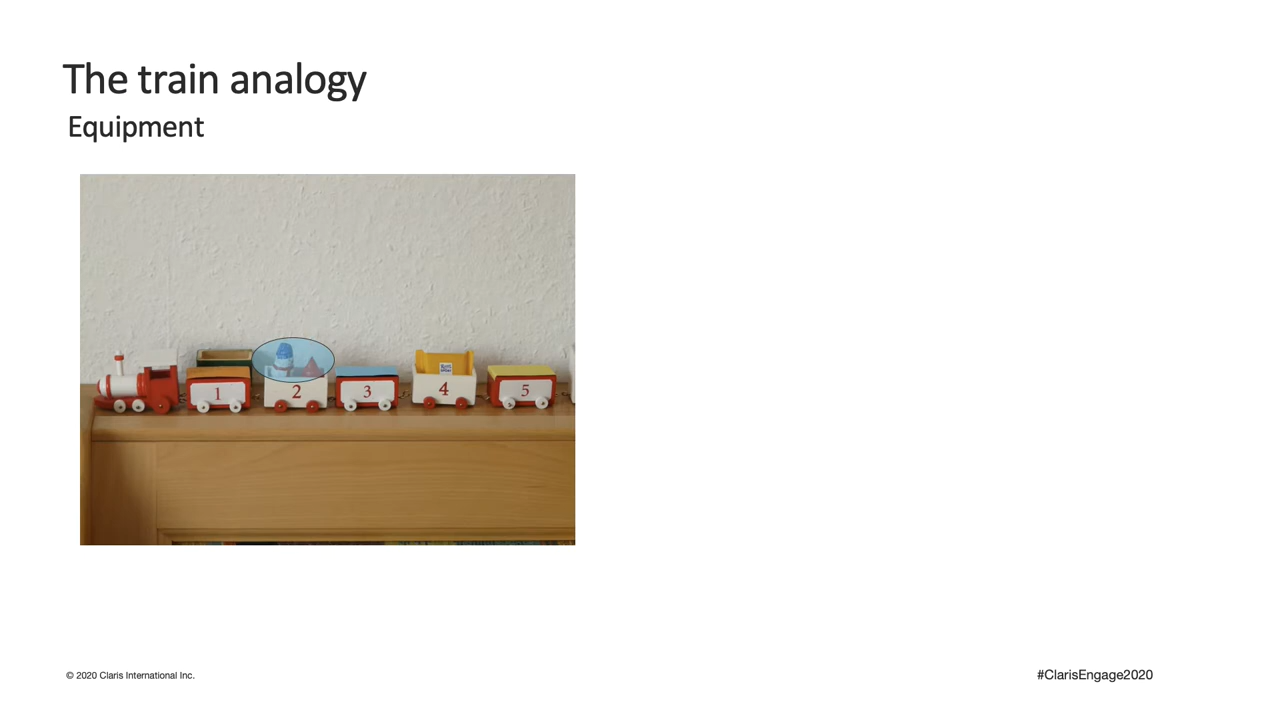 The train analogy
Equipment
1
2
3
4
5
© 2020 Claris International Inc.
#ClarisEngage2020